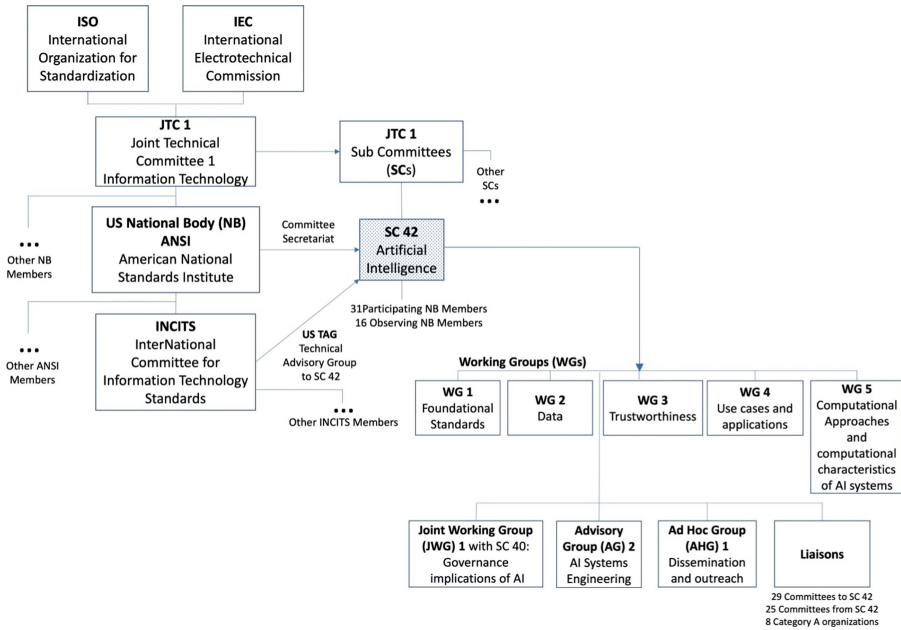 ISO
International
Organization for
Standardization
IEC
International
Electrotechnical
Commission
JTC 1
Joint Technical
Committee 1
Information Technology
JTC 1
Sub Committees
(SCs)
Other
SCs
•••
US National Body (NB)
ANSI
American National
Standards Institute
Committee
Secretariat
SC 42
Artificial
Intelligence
•••
Other NB
Members
31Participating NB Members
16 Observing NB Members
INCITS
InterNational
Committee for
Information Technology
Standards
US TAG
Technical
Advisory Group
to SC 42
•••
Other ANSI
Members
•••
Other INCITS Members
Working Groups (WGs)
WG 1
Foundational
Standards
WG 2
Data
WG 3
Trustworthiness
WG 4
Use cases and
applications
WG 5
Computational
Approaches
and
computational
characteristics
of AI systems
Joint Working Group
(JWG) 1 with SC 40:
Governance
implications of AI
Advisory
Group (AG) 2
AI Systems
Engineering
Ad Hoc Group
(AHG) 1
Dissemination
and outreach
Liaisons
29 Committees to SC 42
25 Committees from SC 42
8 Category A organizations